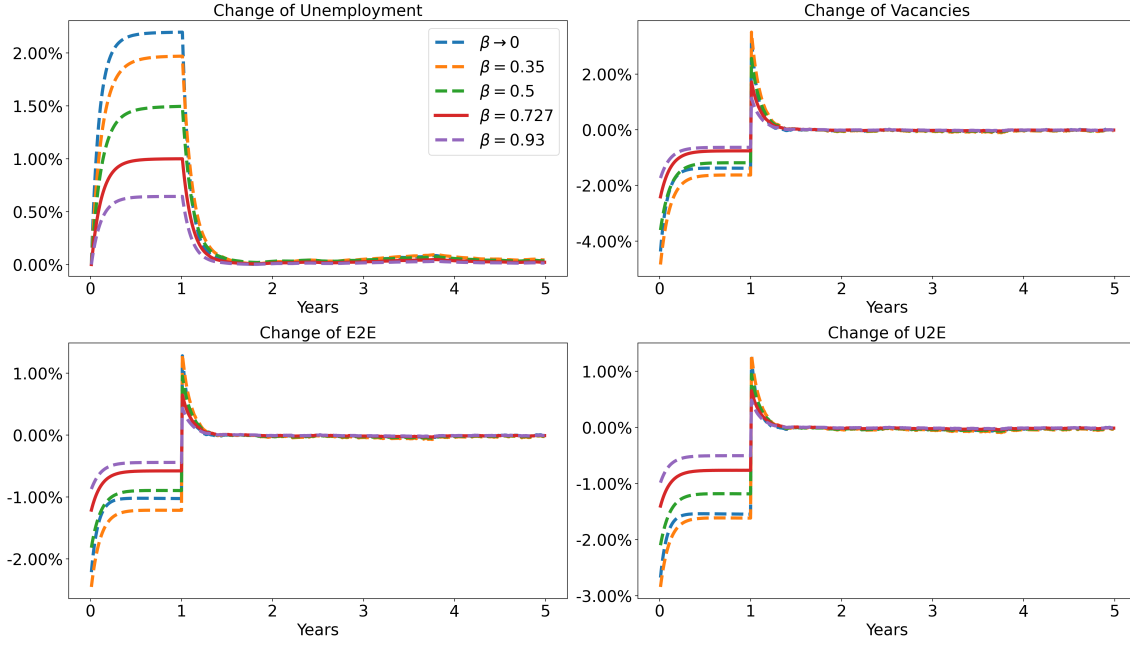 Change of Unemployment
2.00%
1.50%
1.00%
0.50%
0.00%
β → 0
β = 0.35
β = 0.5
β = 0.727
β = 0.93
0 1 2 3 4 5
Years
Change of Vacancies
2.00%
0.00%
-2.00%
-4.00%
0 1 2 3 4 5
Years
Change of E2E
1.00%
0.00%
-1.00%
-2.00%
0 1 2 3 4 5
Years
Change of U2E
1.00%
0.00%
-1.00%
-2.00%
-3.00%
0 1 2 3 4 5
Years